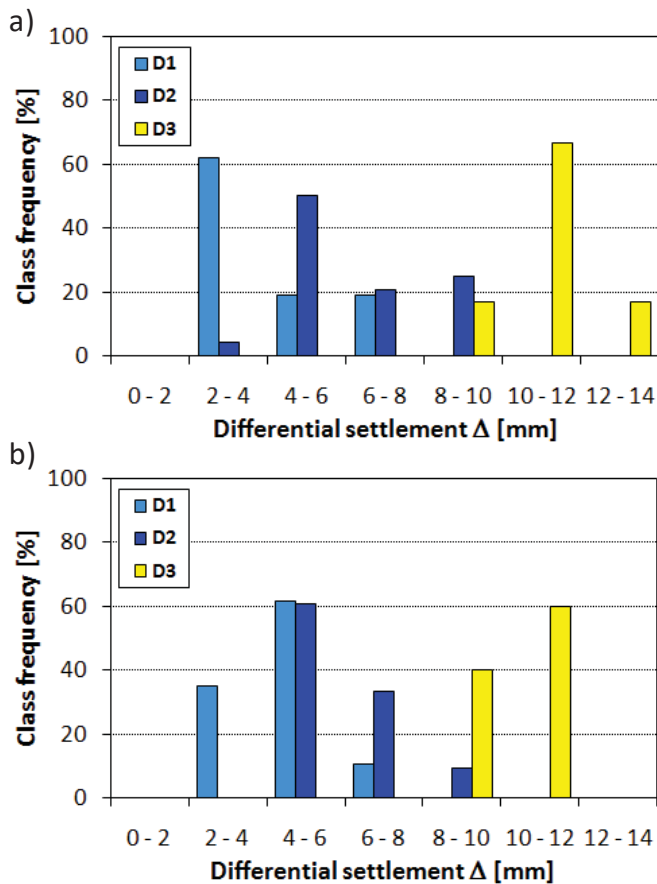 a)
100
80
60
40
20
0
Class frequency [%]
D1
D2
D3
0 - 2 2 - 4 4 - 6 6 - 8 8 - 10 10 - 12 12 - 14
Differential settlement Δ [mm]
b)
100
80
60
40
20
0
Class frequency [%]
D1
D2
D3
0 - 2 2 - 4 4 - 6 6 - 8 8 - 10 10 - 12 12 - 14
Differential settlement Δ [mm]